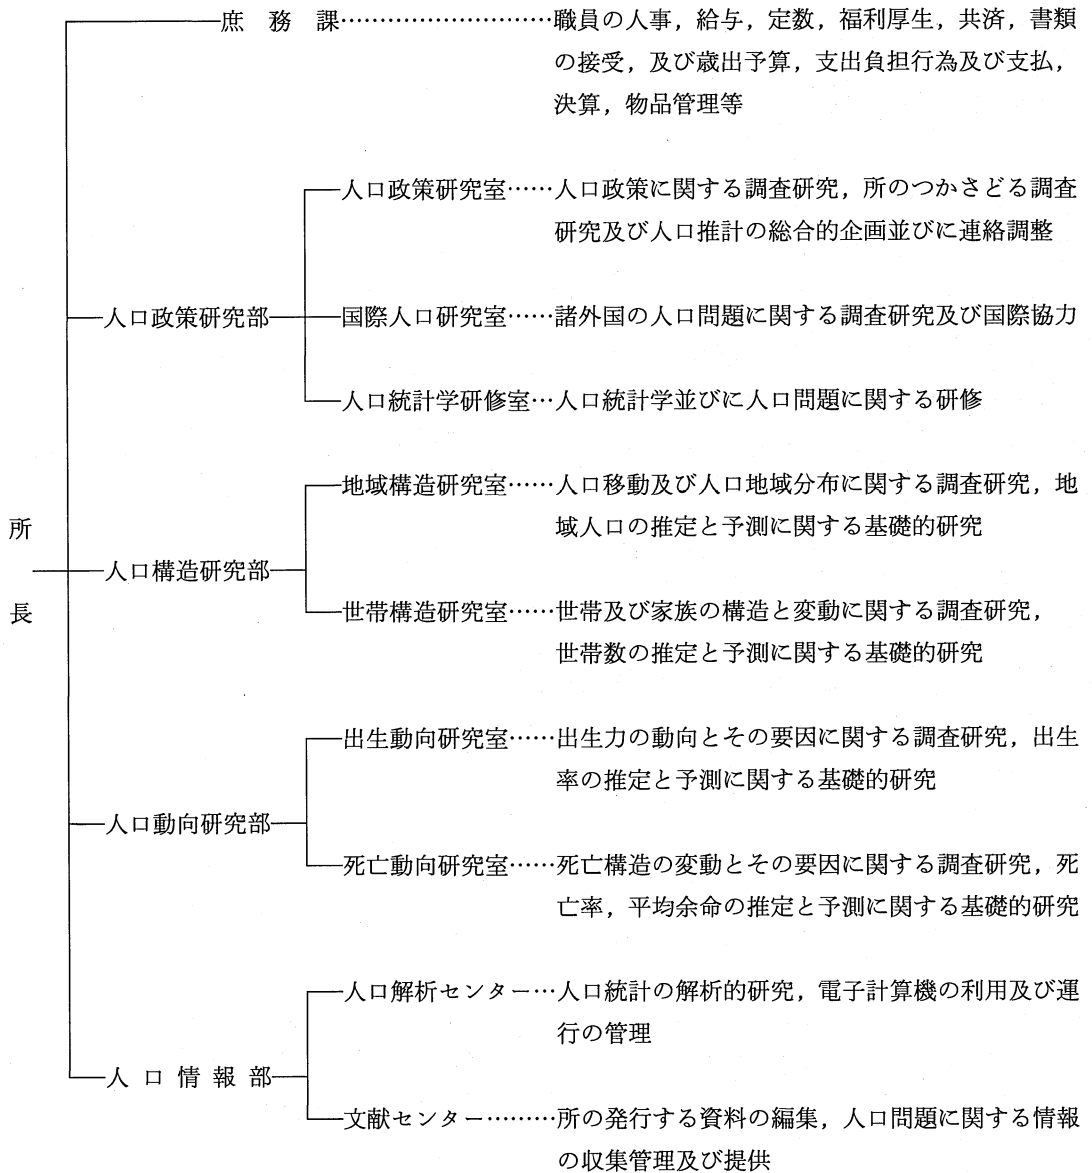 庶務課……………………職員の人事，給与，定数，福利厚生，共済，書類
の接受，及び歳出予算，支出負担行為及び支払，
決算，物品管理等
人口政策研究室……人口政策に関する調査研究，所のつかさどる調査
研究及び人口推計の総合的企画並びに連絡調整
人口政策研究部 国際人口研究室……諸外国の人口問題に関する調査研究及び国際協力
人口統計学研修室…人口統計学並びに人口問題に関する研修
地域構造研究室……人口移動及び人口地域分布に関する調査研究，地
域人口の推定と予測に関する基礎的研究
所長
人口構造研究部
世帯構造研究室……世帯及び家族の構造と変動に関する調査研究，
世帯数の推定と予測に関する基礎的研究
出生動向研究室……出生力の動向とその要因に関する調査研究，出生
率の推定と予測に関する基礎的研究
人口動向研究部
死亡動向研究室……死亡構造の変動とその要因に関する調査研究，死
亡率，平均余命の推定と予測に関する基礎的研究
人口解析センター…人口統計の解析的研究，電子計算機の利用及び運
行の管理
人口情報部
文献センター………所の発行する資料の編集，人口問題に関する情報
の収集管理及び提供